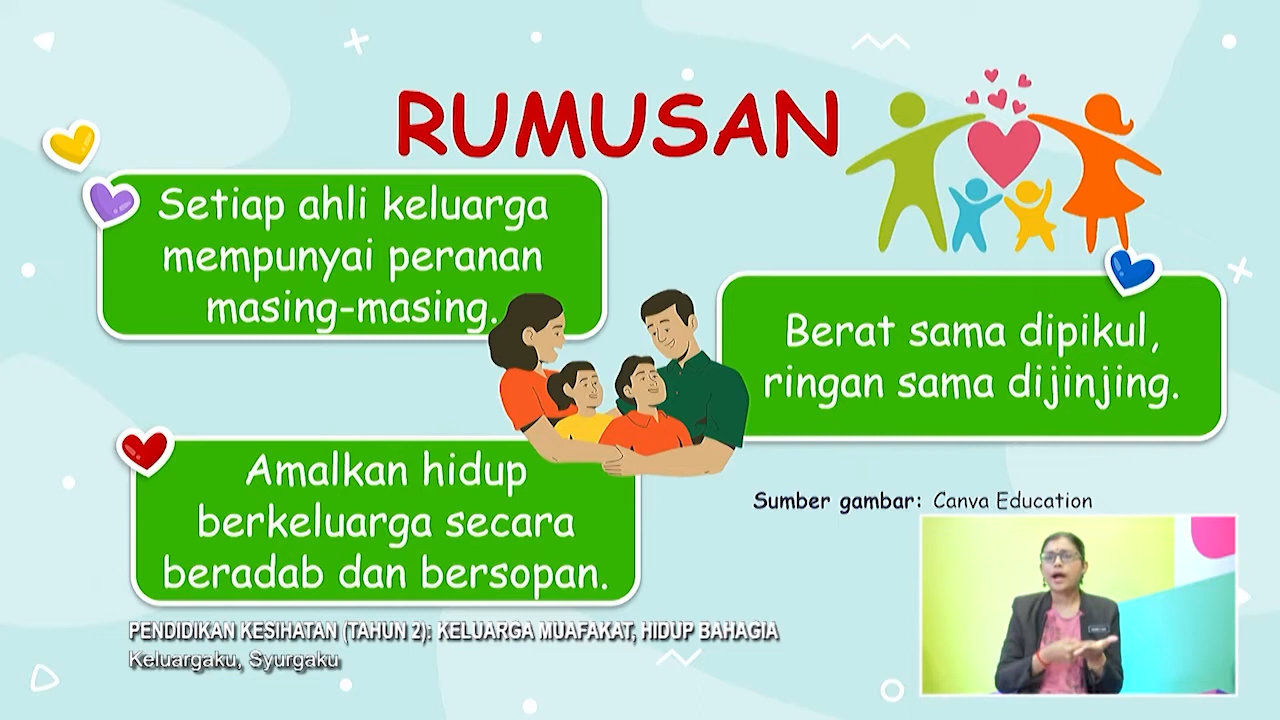 RUMUSAN
Setiap ahli keluarga
mempunyai peranan
masing-masing.
Berat sama dipikul,
ringan sama dijinjing.
Amalkan hidup
berkeluarga secara
beradab dan bersopan.
Sumber gambar: Canva Education
PENDIDIKAN KESIHATAN (TAHUN 2): KELUARGA MUAFAKAT, HIDUP BAHAGIA
Keluargaku, Syurgaku